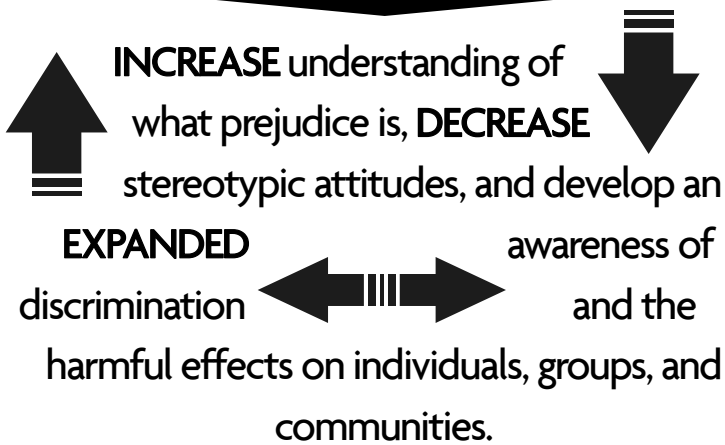 INCREASE understanding of
what prejudice is, DECREASE
stereotypic attitudes, and develop an
EXPANDED awareness of
discrimination and the
harmful effects on individuals, groups, and
communities.